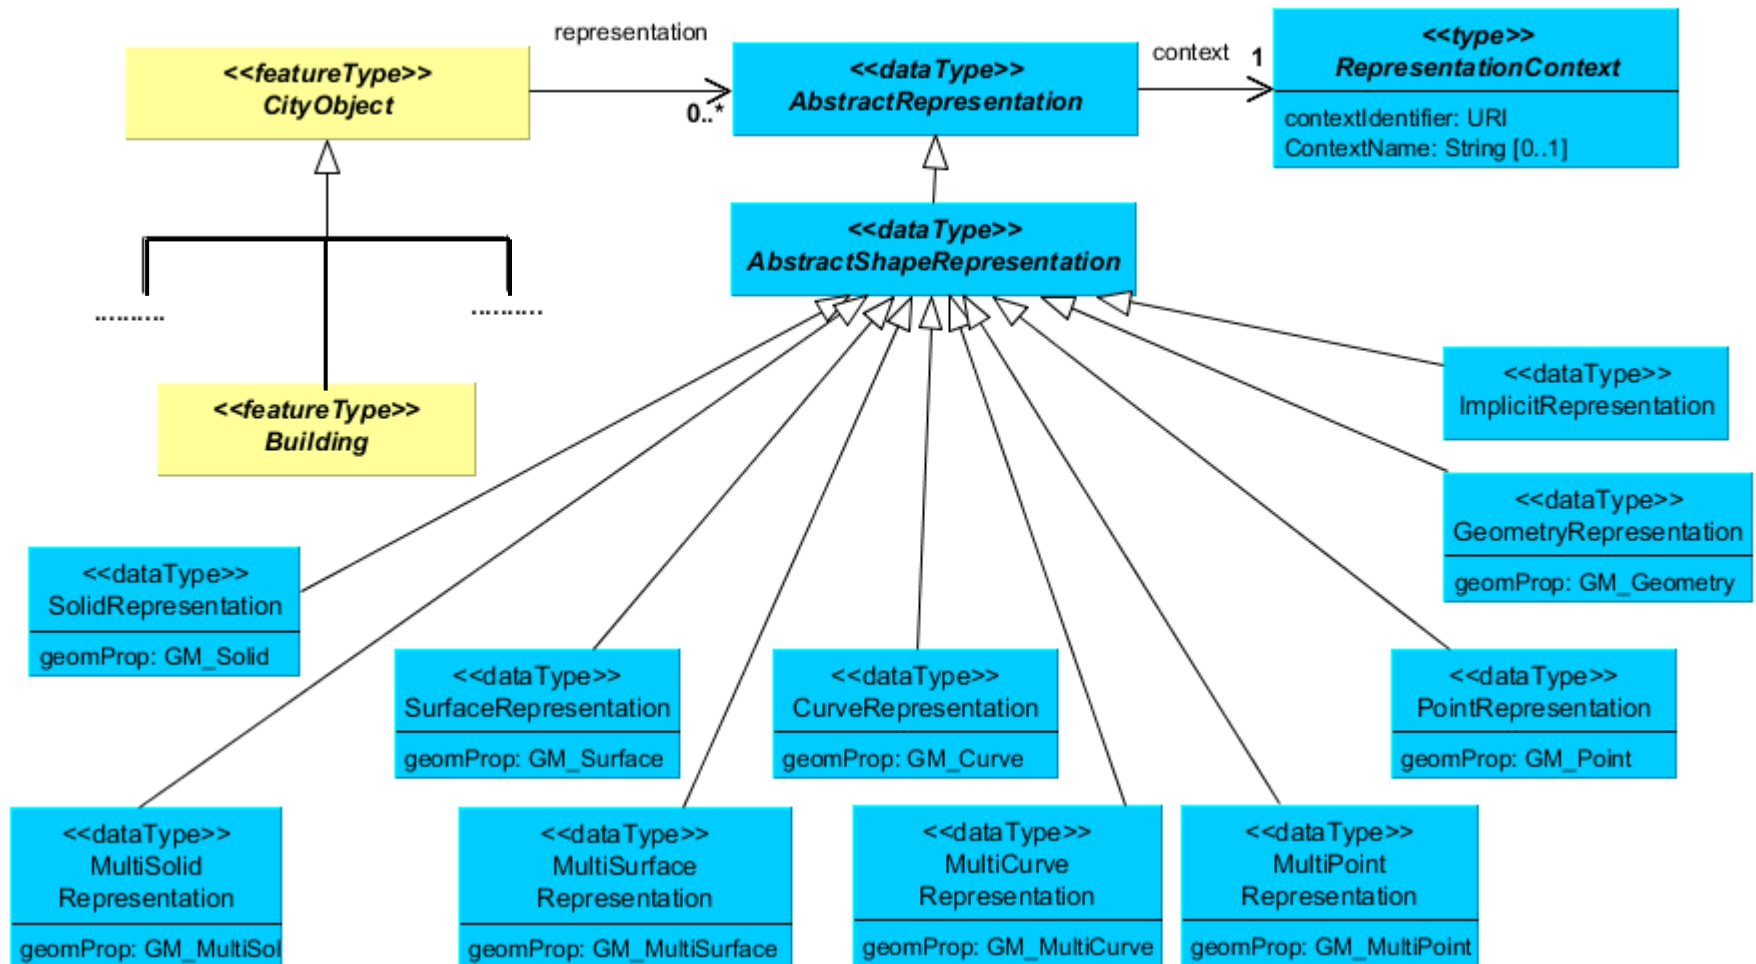 <<featureType>>
CityObject
representation
0..*
<<dataType>>
AbstractRepresentation
context
1
<<type>>
RepresentationContext
contextIdentifier: URI
ContextName: String [0..1]
<<dataType>>
AbstractShapeRepresentation
..........
..........
<<featureType>>
Building
<<dataType>>
ImplicitRepresentation
<<dataType>>
GeometryRepresentation
geomProp: GM_Geometry
<<dataType>>
SolidRepresentation
geomProp: GM_Solid
<<dataType>>
SurfaceRepresentation
geomProp: GM_Surface
<<dataType>>
CurveRepresentation
geomProp: GM_Curve
<<dataType>>
PointRepresentation
geomProp: GM_Point
<<dataType>>
MultiSolid
Representation
geomProp: GM_MultiSol
<<dataType>>
MultiSurface
Representation
geomProp: GM_MultiSurface
<<dataType>>
MultiCurve
Representation
geomProp: GM_MultiCurve
<<dataType>>
MultiPoint
Representation
geomProp: GM_MultiPoint